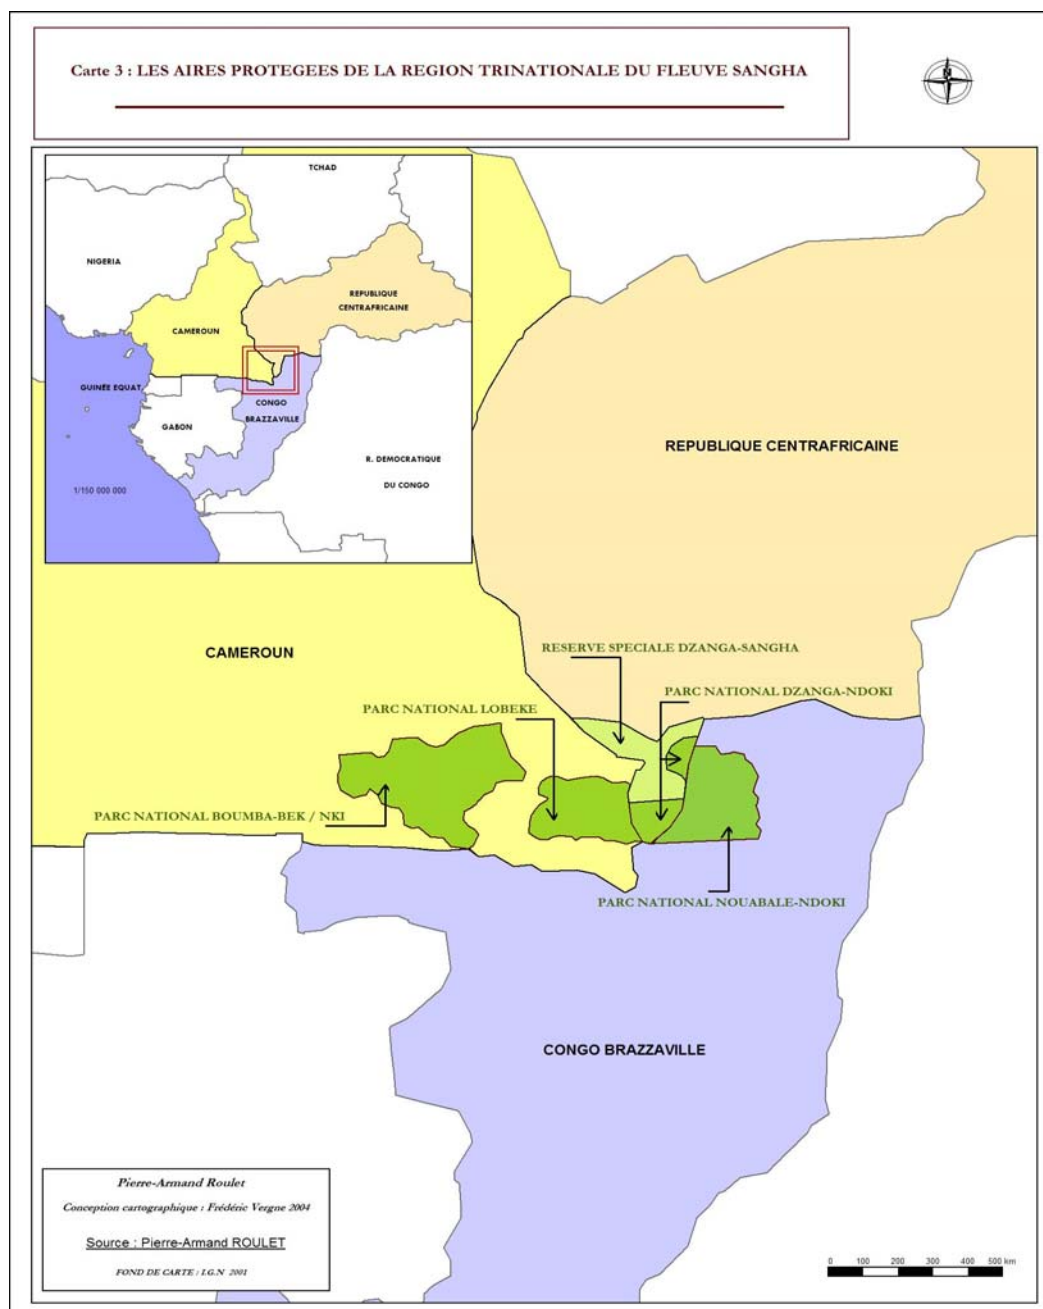 Carte 3 : LES AIRES PROTEGEES DE LA REGION TRINATIONALE DU FLEUVE SANGHA
N
TCHAD
NIGERIA
REPUBLIQUE
CENTRAFRICAINE
CAMEROUN
GUINÉE EQUAT.
CONGO
BRAZZAVILLE
GABON
R. DEMOCRATIQUE
DU CONGO
1/150 000 000
REPUBLIQUE CENTRAFRICAINE
CAMEROUN
RESERVE SPECIALE DZANGA-SANGHA
PARC NATIONAL DZANGA-NDOKI
PARC NATIONAL LOBEKE
PARC NATIONAL BOUMBA-BEK / NKI
PARC NATIONAL NOUABALE-NDOKI
CONGO BRAZZAVILLE
Pierre-Armand Roulet
Conception cartographique : Frédéric Vergne 2004
Source : Pierre-Armand ROULET
FOND DE CARTE : I.G.N 2001
0 100 200 300 400 500 km